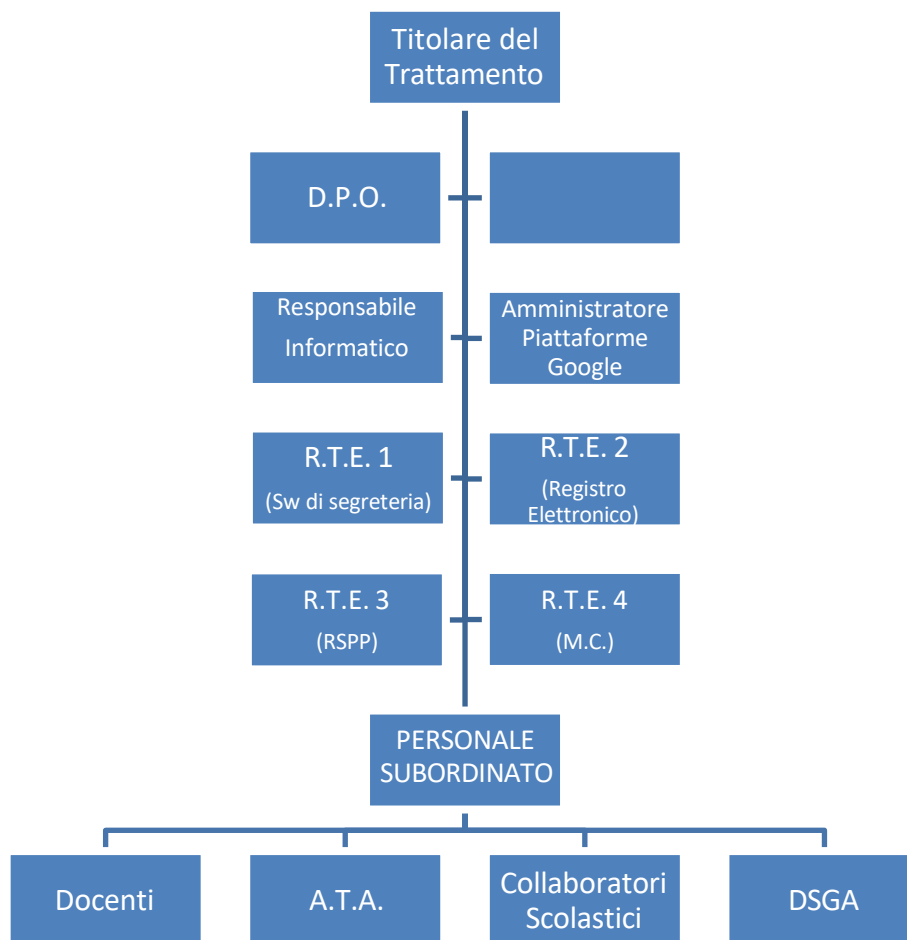 Titolare del
Trattamento
D.P.O.
Responsabile
Informatico
Amministratore
Piattaforme
Google
R.T.E. 1
(Sw di segreteria)
R.T.E. 2
(Registro
Elettronico)
R.T.E. 3
(RSPP)
R.T.E. 4
(M.C.)
PERSONALE
SUBORDINATO
Docenti
A.T.A.
Collaboratori
Scolastici
DSGA